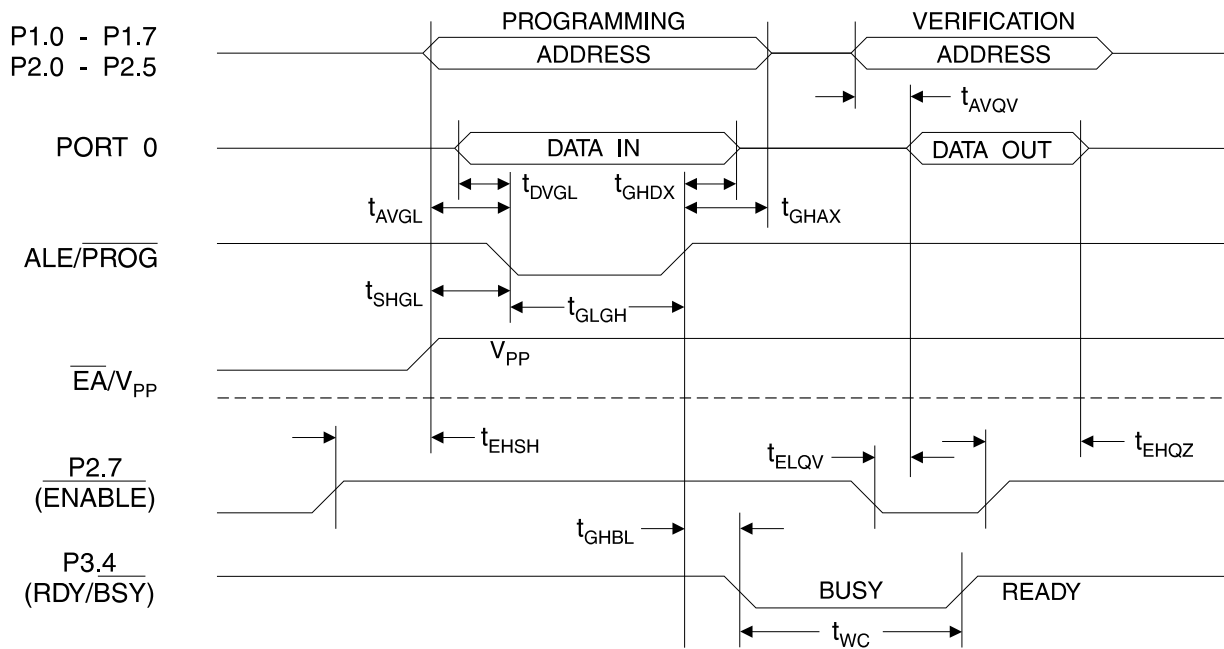 PROGRAMMING VERIFICATION
P1.0 - P1.7
P2.0 - P2.5
ADDRESS ADDRESS
tAVQV
PORT 0 DATA IN DATA OUT
tDVGL tGHDX
tAVGL tGHAX
ALE/PROG
tSHGL tGLGH
VPP
EA/VPP
tEHSH tELQV tEHQZ
P2.7
(ENABLE)
tGHBL
P3.4
(RDY/BSY) BUSY READY
tWC